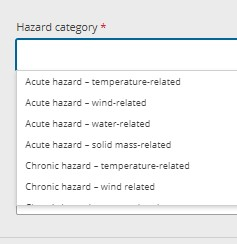 Hazard category *
Acute hazard – temperature-related
Acute hazard – wind-related
Acute hazard – water-related
Acute hazard – solid mass-related
Chronic hazard – temperature-related
Chronic hazard – wind related